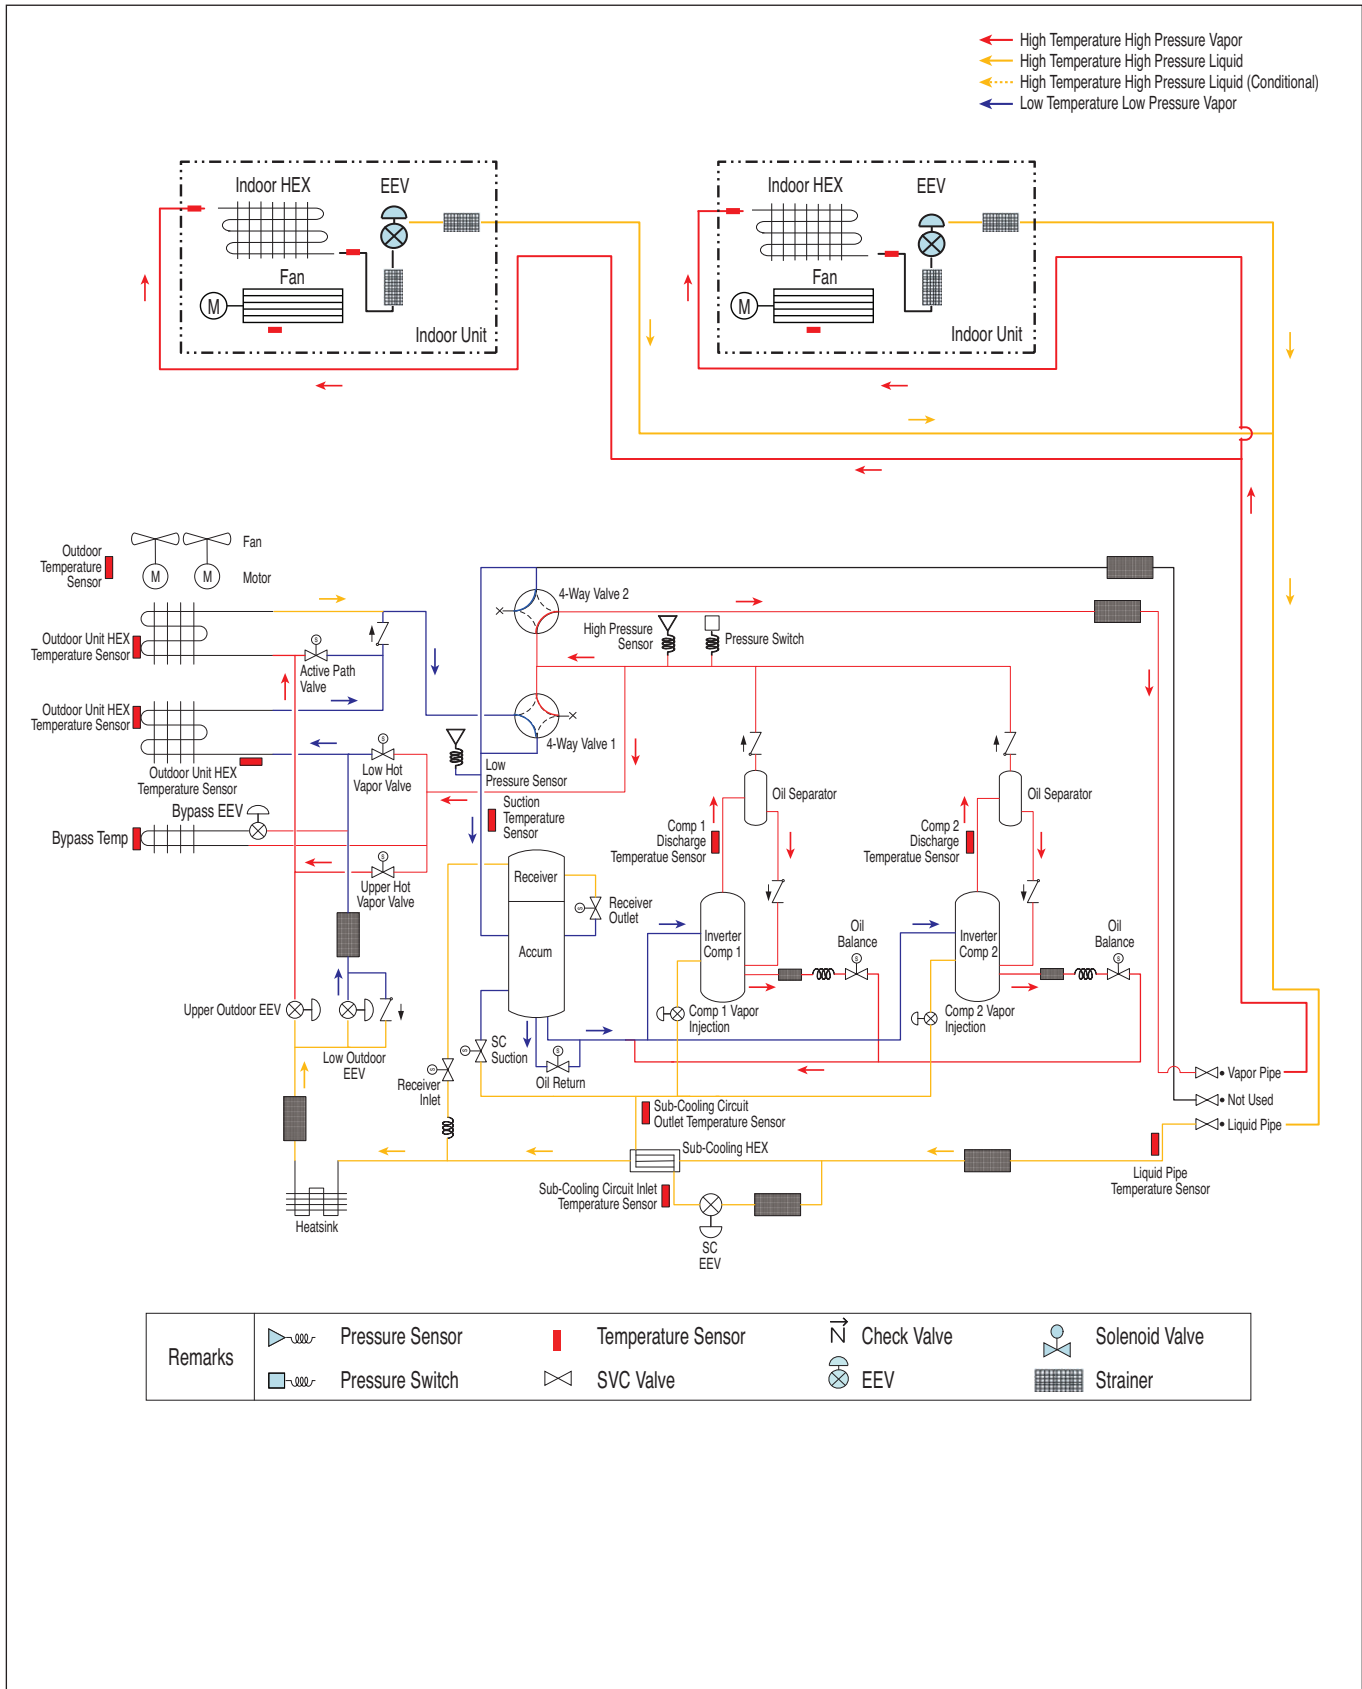 High Temperature High Pressure Vapor
High Temperature High Pressure Liquid
High Temperature High Pressure Liquid (Conditional)
Low Temperature Low Pressure Vapor
Indoor HEX
EEV
Fan
M
Indoor Unit
Indoor HEX
EEV
Fan
M
Indoor Unit
Outdoor
Temperature
Sensor
Fan
M
M
Motor
Outdoor Unit HEX
Temperature Sensor
S
Active Path
Valve
Outdoor Unit HEX
Temperature Sensor
Outdoor Unit HEX
Temperature Sensor
S
Low Hot
Vapor Valve
Bypass EEV
Bypass Temp
S
Upper Hot
Vapor Valve
4-Way Valve 2
High Pressure
Sensor
Pressure Switch
4-Way Valve 1
Low
Pressure Sensor
Suction
Temperature
Sensor
Oil Separator
Oil Separator
Comp 1
Discharge
Temperatue Sensor
Comp 2
Discharge
Temperatue Sensor
Receiver
S
Receiver
Outlet
Accum
Inverter
Comp 1
Oil
Balance
S
Inverter
Comp 2
Oil
Balance
S
Upper Outdoor EEV
Low Outdoor
EEV
Comp 1 Vapor
Injection
Comp 2 Vapor
Injection
S
SC
Suction
S
Oil Return
S
Receiver
Inlet
Vapor Pipe
Not Used
Liquid Pipe
Sub-Cooling Circuit
Outlet Temperature Sensor
Sub-Cooling HEX
Sub-Cooling Circuit Inlet
Temperature Sensor
Liquid Pipe
Temperature Sensor
Heatsink
SC
EEV
Remarks
Pressure Sensor
Temperature Sensor
Check Valve
Solenoid Valve
Pressure Switch
SVC Valve
EEV
Strainer